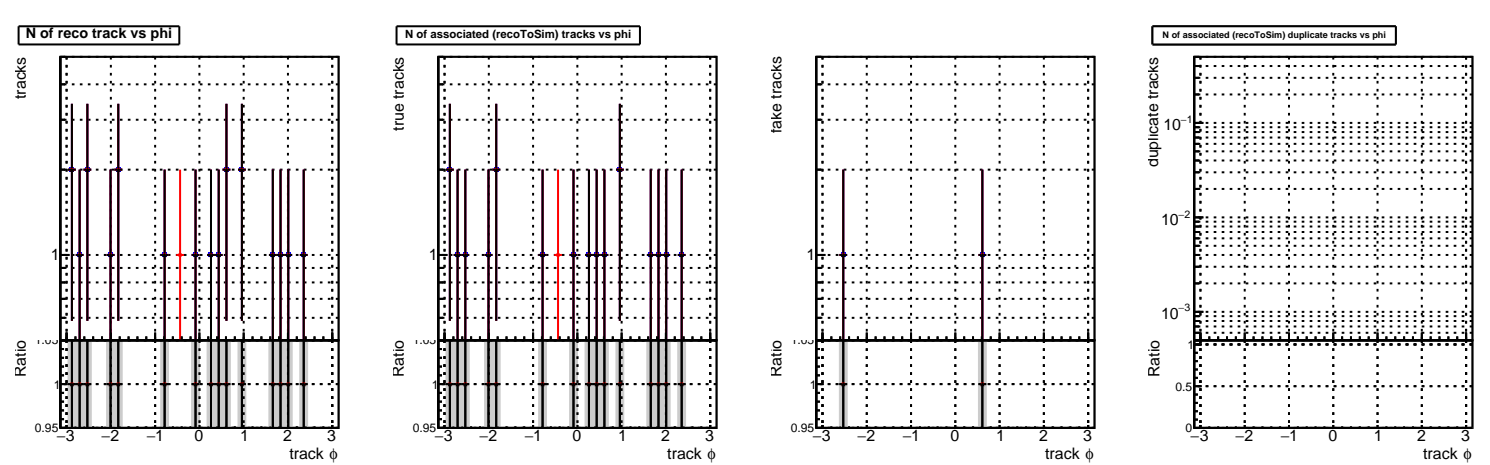 N of reco track vs phi
tracks
1
Ratio
1.05
1
0.95
−3 −2 −1 0 1 2 3
track ϕ
N of associated (recoToSim) tracks vs phi
true tracks
1
Ratio
1.05
1
0.95
−3 −2 −1 0 1 2 3
track ϕ
fake tracks
1
Ratio
1.05
1
0.95
−3 −2 −1 0 1 2 3
track ϕ
N of associated (recoToSim) duplicate tracks vs phi
duplicate tracks
10−1
10−2
10−3
Ratio
1
0.5
0
−3 −2 −1 0 1 2 3
track ϕ